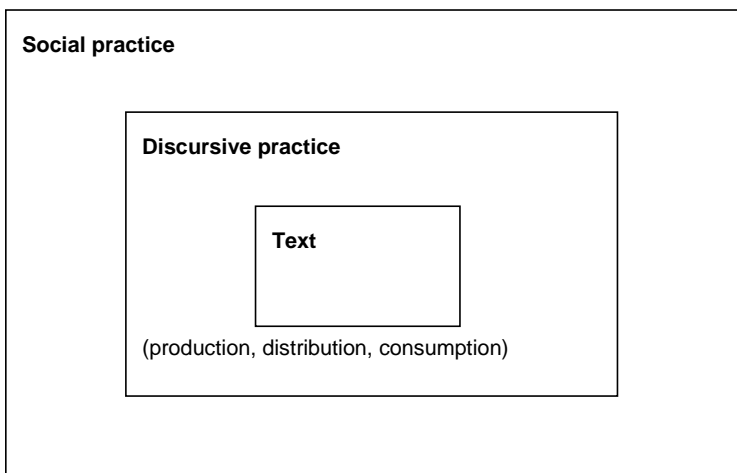 Social practice
Discursive practice
Text
(production, distribution, consumption)